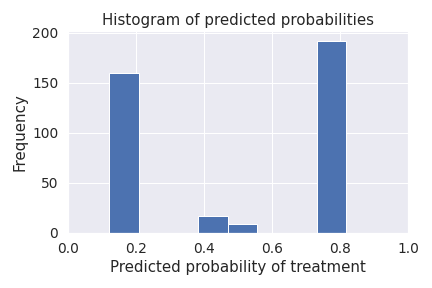 Histogram of predicted probabilities
200
150
100
50
0
Frequency
0.0 0.2 0.4 0.6 0.8 1.0
Predicted probability of treatment